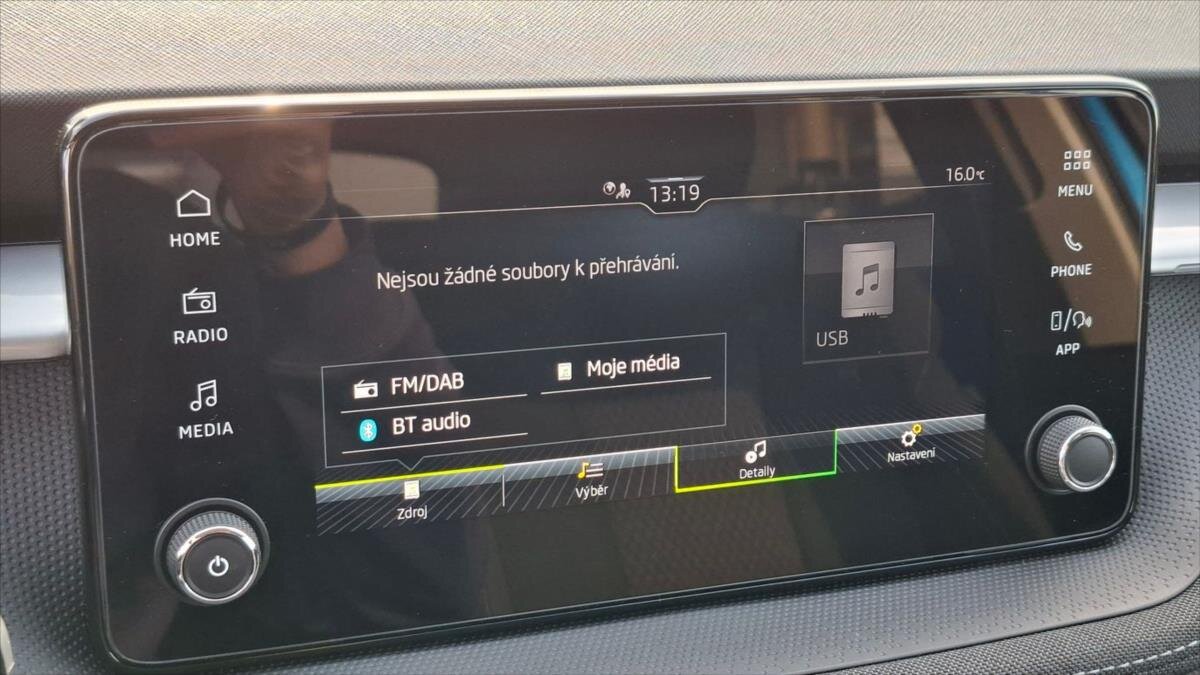 13:19
16.0°C
HOME
RADIO
MEDIA
Nejsou žádné soubory k přehrávání.
USB
FM/DAB
Moje média
BT audio
Zdroj
Výběr
Detaily
Nastavení
MENU
PHONE
APP